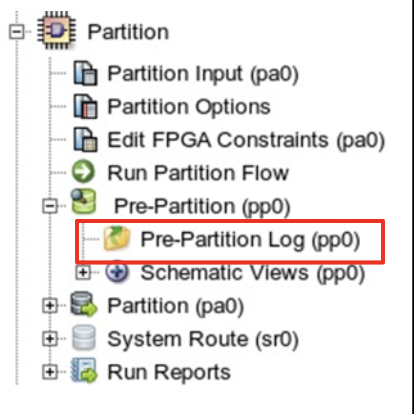 Partition
Partition Input (pa0)
Partition Options
Edit FPGA Constraints (pa0)
Run Partition Flow
Pre-Partition (pp0)
Pre-Partition Log (pp0)
Schematic Views (pp0)
Partition (pa0)
System Route (sr0)
Run Reports